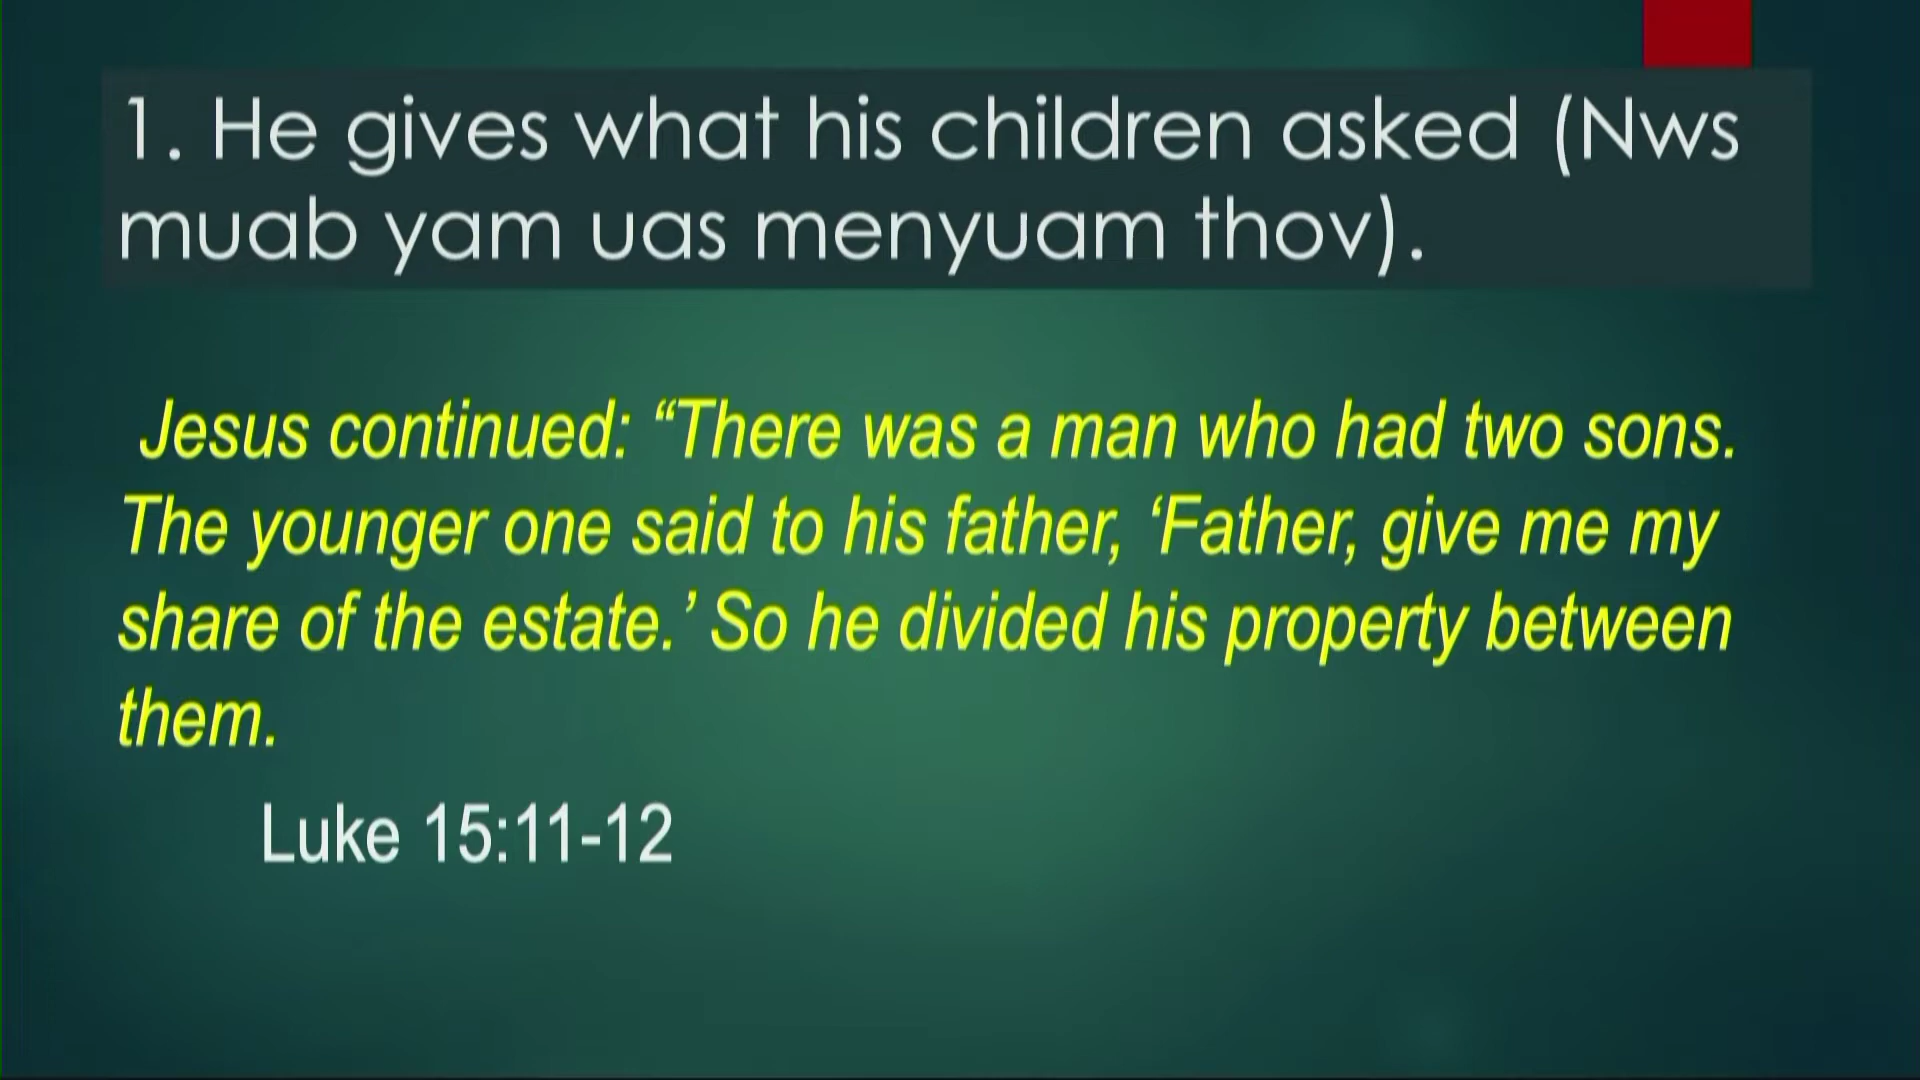 1. He gives what his children asked (Nws
muab yam uas menyuam thov).
Jesus continued: “There was a man who had two sons.
The younger one said to his father, ‘Father, give me my
share of the estate.’ So he divided his property between
them.
Luke 15:11-12